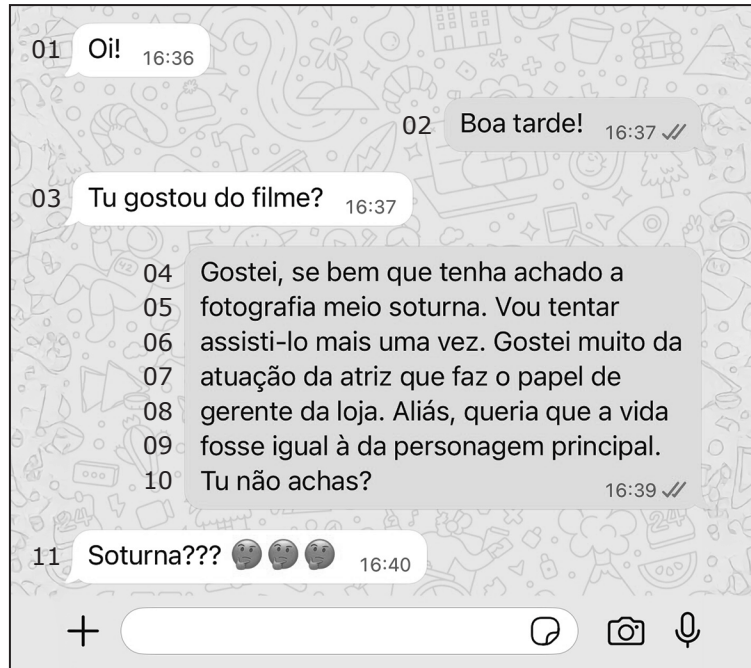 01 Oi! 16:36
02 Boa tarde! 16:37
03 Tu gostou do filme? 16:37
04 Gostei, se bem que tenha achado a
05 fotografia meio soturna. Vou tentar
06 assisti-lo mais uma vez. Gostei muito da
07 atuação da atriz que faz o papel de
08 gerente da loja. Aliás, queria que a vida
09 fosse igual à da personagem principal.
10 Tu não achas? 16:39
11 Soturna??? 🤔🤔🤔 16:40